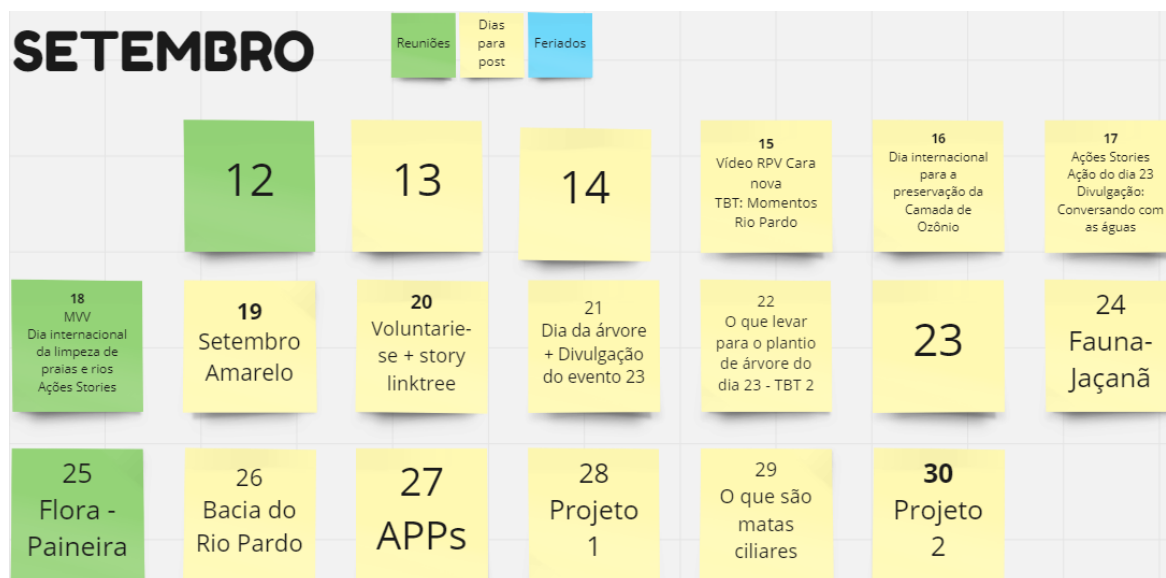 SETEMBRO
Reuniões
Dias
para
post
Feriados
12
13
14
15
Vídeo RPV Cara
nova
TBT: Momentos
Rio Pardo
16
Dia internacional
para a
preservação da
Camada de
Ozônio
17
Ações Stories
Ação do dia 23
Divulgação:
Conversando com
as águas
18
MVV
Dia internacional
da limpeza de
praias e rios
Ações Stories
19
Setembro
Amarelo
20
Voluntarie-
se + story
linktree
21
Dia da árvore
+ Divulgação
do evento 23
22
O que levar
para o plantio
de árvore do
dia 23 - TBT 2
23
24
Fauna-
Jaçanã
25
Flora -
Paineira
26
Bacia do
Rio Pardo
27
APPs
28
Projeto
1
29
O que são
matas
ciliares
30
Projeto
2